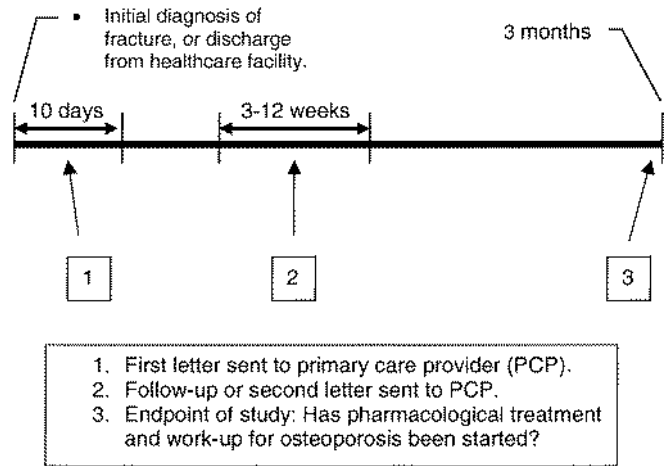 • Initial diagnosis of
fracture, or discharge
from healthcare facility.
3 months
10 days
3-12 weeks
1
2
3
1. First letter sent to primary care provider (PCP).
2. Follow-up or second letter sent to PCP.
3. Endpoint of study: Has pharmacological treatment
and work-up for osteoporosis been started?